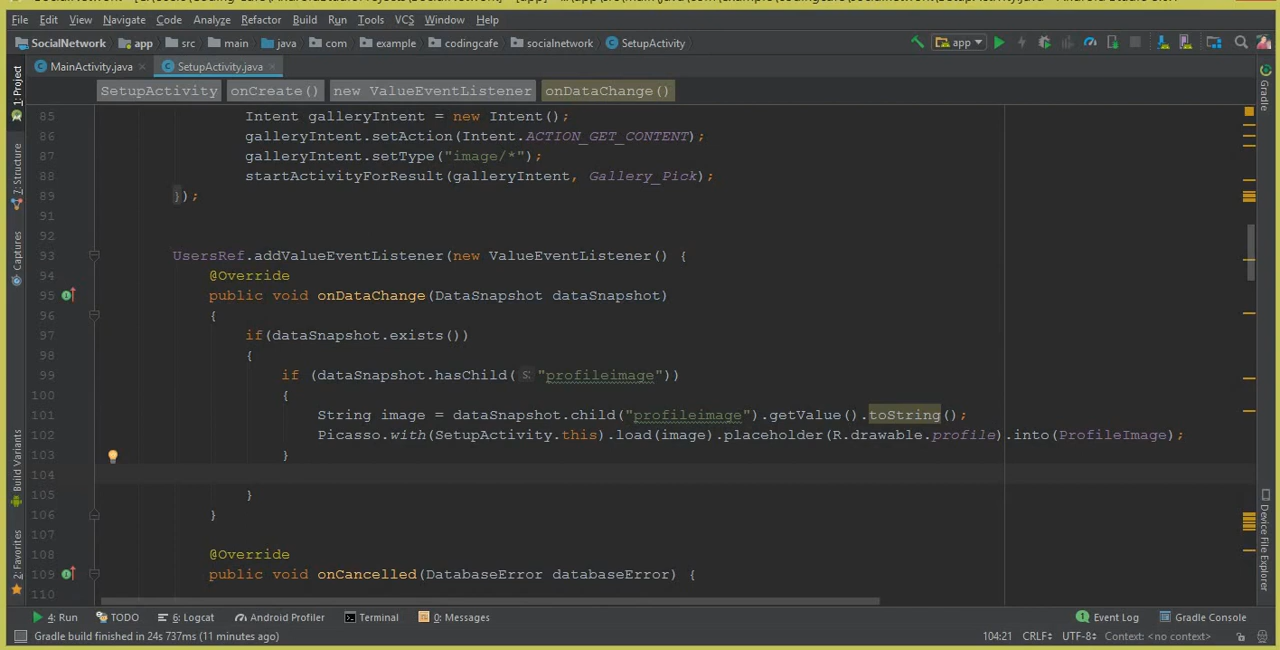 File Edit View Navigate Code Analyze Refactor Build Run Tools VCS Window Help
SocialNetwork app src main java com example codingcafe socialnetwork SetupActivity app
MainActivity.java SetupActivity.java
SetupActivity onCreate() new ValueEventListener onDataChange()
1: Project
7: Structure
Captures
Build Variants
2: Favorites
85 Intent galleryIntent = new Intent();
86 galleryIntent.setAction(Intent.ACTION_GET_CONTENT);
87 galleryIntent.setType("image/*");
88 startActivityForResult(galleryIntent, Gallery_Pick);
89 });
91
92
93 UsersRef.addValueEventListener(new ValueEventListener() {
94 @Override
95 public void onDataChange(DataSnapshot dataSnapshot)
96 {
97 if(dataSnapshot.exists())
98 {
99 if (dataSnapshot.hasChild( s: "profileimage"))
100 {
101 String image = dataSnapshot.child("profileimage").getValue().toString();
102 Picasso.with(SetupActivity.this).load(image).placeholder(R.drawable.profile).into(ProfileImage);
103 }
104
105 }
106 }
107
108 @Override
109 public void onCancelled(DatabaseError databaseError) {
110
Gradle
Device File Explorer
4: Run TODO 6: Logcat Android Profiler Terminal 0: Messages 1 Event Log Gradle Console
Gradle build finished in 24s 737ms (11 minutes ago) 104:21 CRLF UTF-8 Context: <no context>